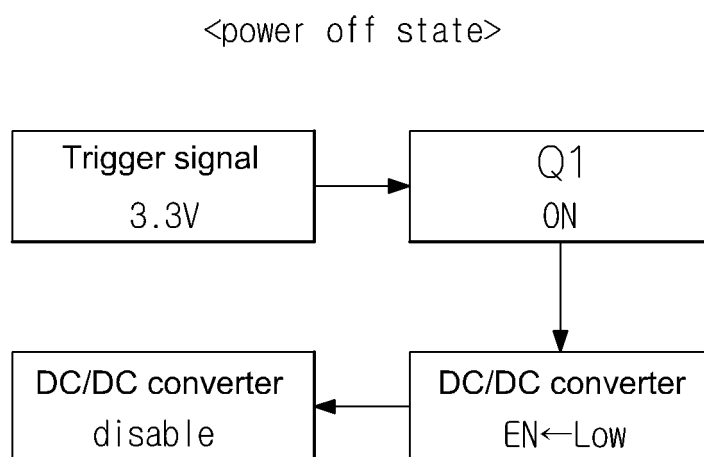 <power off state>
Trigger signal
3.3V
Q1
ON
DC/DC converter
EN←Low
DC/DC converter
disable